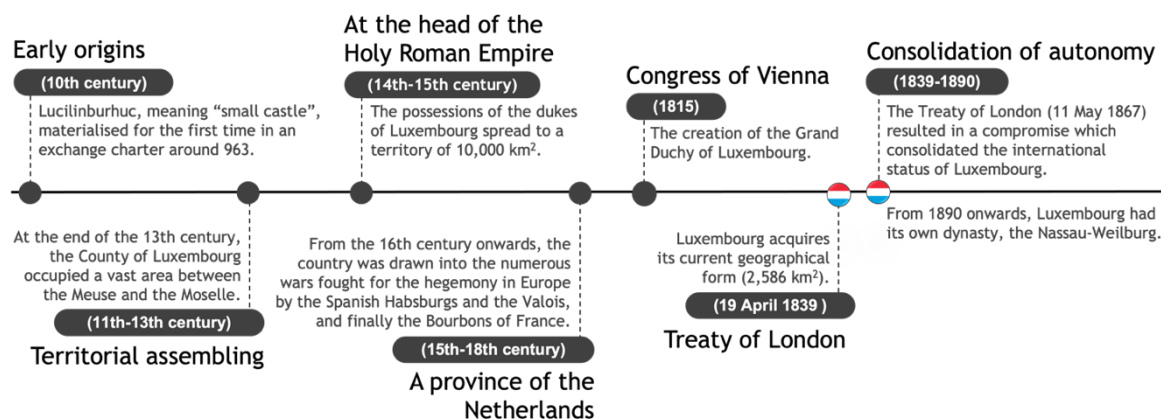 Early origins
(10th century)
Lucilinburhuc, meaning “small castle”,
materialised for the first time in an
exchange charter around 963.
At the end of the 13th century,
the County of Luxembourg
occupied a vast area between
the Meuse and the Moselle.
(11th-13th century)
Territorial assembling
At the head of the
Holy Roman Empire
(14th-15th century)
The possessions of the dukes
of Luxembourg spread to a
territory of 10,000 km².
From the 16th century onwards, the
country was drawn into the numerous
wars fought for the hegemony in Europe
by the Spanish Habsburgs and the Valois,
and finally the Bourbons of France.
(15th-18th century)
A province of the
Netherlands
Congress of Vienna
(1815)
The creation of the Grand
Duchy of Luxembourg.
Luxembourg acquires
its current geographical
form (2,586 km²).
(19 April 1839 )
Treaty of London
Consolidation of autonomy
(1839-1890)
The Treaty of London (11 May 1867)
resulted in a compromise which
consolidated the international
status of Luxembourg.
From 1890 onwards, Luxembourg had
its own dynasty, the Nassau-Weilburg.